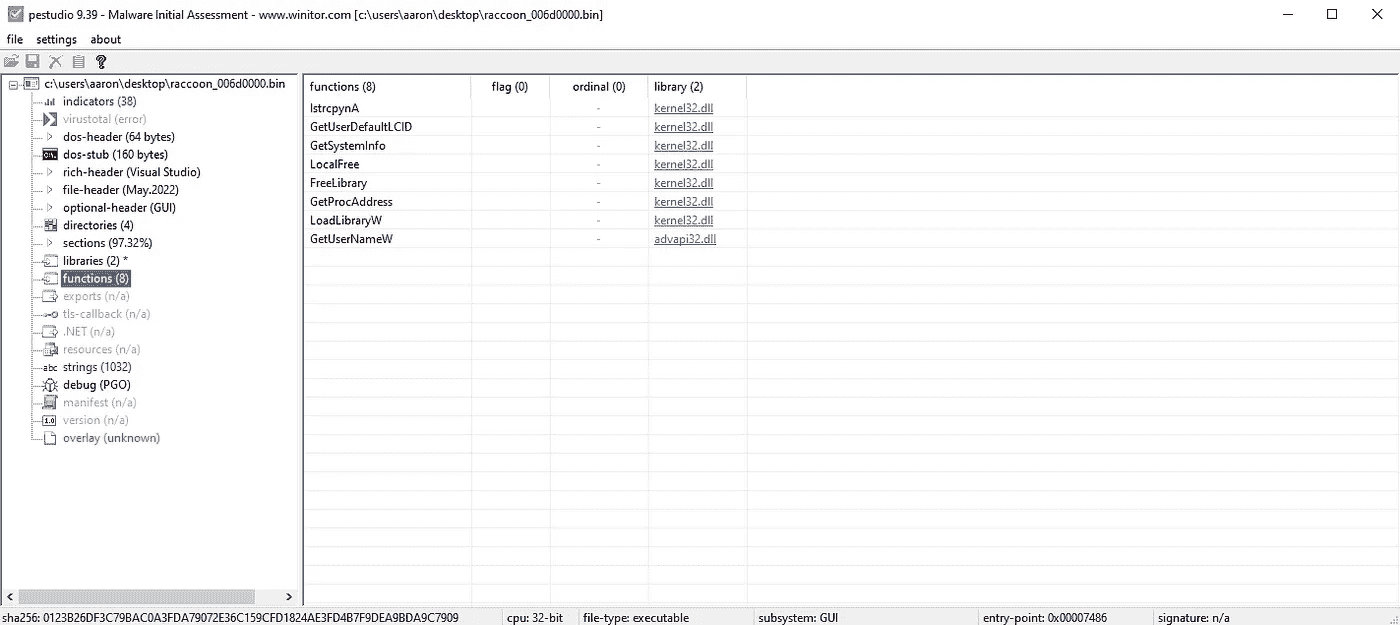 pestudio 9.39 - Malware Initial Assessment - www.winitor.com [c:\users\aaron\desktop\raccoon_006d0000.bin]
file settings about
c:\users\aaron\desktop\raccoon_006d0000.bin
indicators (38)
virustotal (error)
dos-header (64 bytes)
dos-stub (160 bytes)
rich-header (Visual Studio)
file-header (May.2022)
optional-header (GUI)
directories (4)
sections (97.32%)
libraries (2) *
functions (8)
exports (n/a)
tls-callback (n/a)
.NET (n/a)
resources (n/a)
abc strings (1032)
debug (PGO)
manifest (n/a)
1.0 version (n/a)
overlay (unknown)
functions (8) flag (0) ordinal (0) library (2)
lstrcpynA - kernel32.dll
GetUserDefaultLCID - kernel32.dll
GetSystemInfo - kernel32.dll
LocalFree - kernel32.dll
FreeLibrary - kernel32.dll
GetProcAddress - kernel32.dll
LoadLibraryW - kernel32.dll
GetUserNameW - advapi32.dll
sha256: 0123B26DF3C79BAC0A3FDA79072E36C159CFD1824AE3FD4B7F9DEA9BDA9C7909 cpu: 32-bit file-type: executable subsystem: GUI entry-point: 0x00007486 signature: n/a